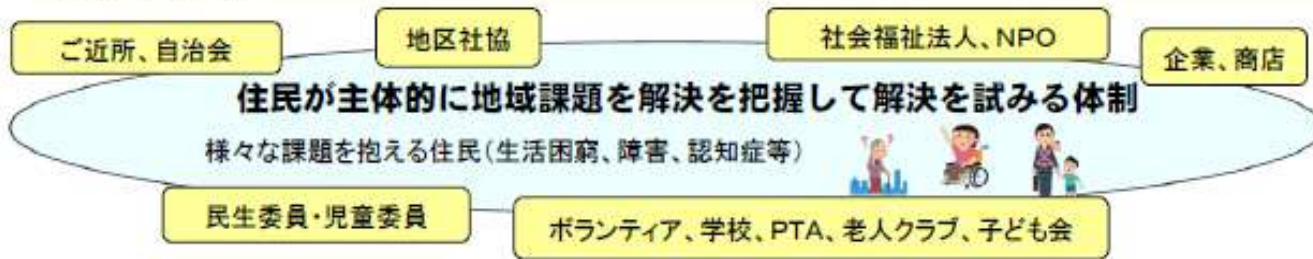 ご近所、自治会
地区社協
社会福祉法人、NPO
企業、商店
住民が主体的に地域課題を解決を把握して解決を試みる体制
様々な課題を抱える住民(生活困窮、障害、認知症等)
民生委員・児童委員
ボランティア、学校、PTA、老人クラブ、子ども会